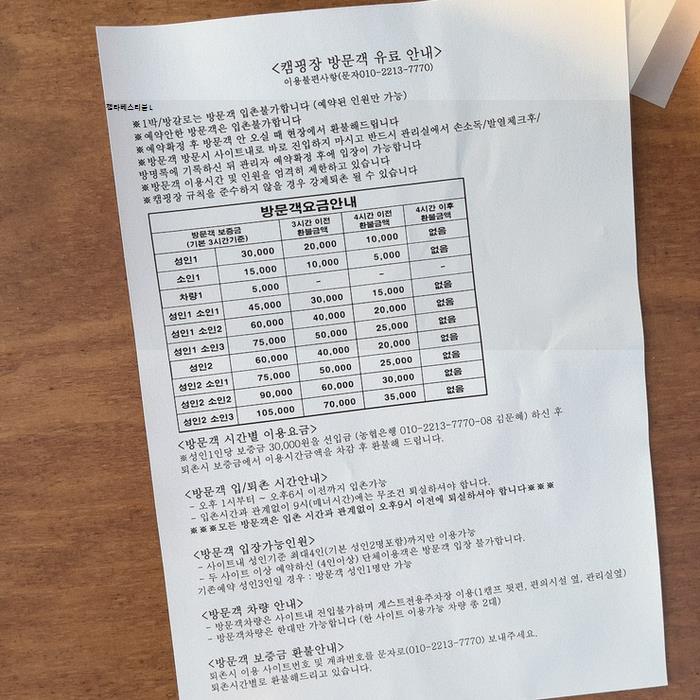 <캠핑장 방문객 유료 안내>
이용불편사항(문자010-2213-7770)
캠타베스티벌L
※1박/방갈로는 방문객 입촌불가합니다 (예약된 인원만 가능)
※예약안한 방문객은 입촌불가합니다
※예약확정 후 방문객 안 오실 때 현장에서 환불해드립니다
※방문객 방문시 사이트내로 바로 진입하지 마시고 반드시 관리실에서 손소독/발열체크후/
방명록에 기록하신 뒤 관리자 예약확정 후에 입장이 가능합니다
※방문객 이용시간 및 인원을 엄격히 제한하고 있습니다
※캠핑장 규칙을 준수하지 않을 경우 강제퇴촌 될 수 있습니다
방문객요금안내
방문객 보증금 (기본 3시간기준) 3시간 이전 환불금액 4시간 이전 환불금액 4시간 이후 환불금액
성인1 30,000 20,000 10,000 없음
소인1 15,000 10,000 5,000 없음
차량1 5,000 - - -
성인1 소인1 45,000 30,000 15,000 없음
성인1 소인2 60,000 40,000 20,000 없음
성인1 소인3 75,000 50,000 25,000 없음
성인2 60,000 40,000 20,000 없음
성인2 소인1 75,000 50,000 25,000 없음
성인2 소인2 90,000 60,000 30,000 없음
성인2 소인3 105,000 70,000 35,000 없음
<방문객 시간별 이용요금>
※성인1인당 보증금 30,000원을 선입금 (농협은행 010-2213-7770-08 김문혜) 하신 후
퇴촌시 보증금에서 이용시간금액을 차감 후 환불해 드립니다.
<방문객 입/퇴촌 시간안내>
- 오후 1시부터 ~ 오후6시 이전까지 입촌가능
- 입촌시간과 관계없이 9시(매너시간)에는 무조건 퇴실하셔야 합니다.
※※※모든 방문객은 입촌 시간과 관계없이 오후9시 이전에 퇴실하셔야 합니다※※※
<방문객 입장가능인원>
- 사이트내 성인기준 최대4인(기본 성인2명포함)까지만 이용가능
- 두 사이트 이상 예약하신 (4인이상) 단체이용객은 방문객 입장 불가합니다.
기존예약 성인3인일 경우 : 방문객 성인1명만 가능
<방문객 차량 안내>
- 방문객차량은 사이트내 진입불가하며 게스트전용주차장 이용(1캠프 뒷편, 편의시설 옆, 관리실옆)
- 방문객차량은 한대만 가능합니다 (한 사이트 이용가능 차량 총 2대)
<방문객 보증금 환불안내>
퇴촌시 이용 사이트번호 및 계좌번호를 문자로(010-2213-7770) 보내주세요.
퇴촌시간별로 환불해드리고 있습니다.